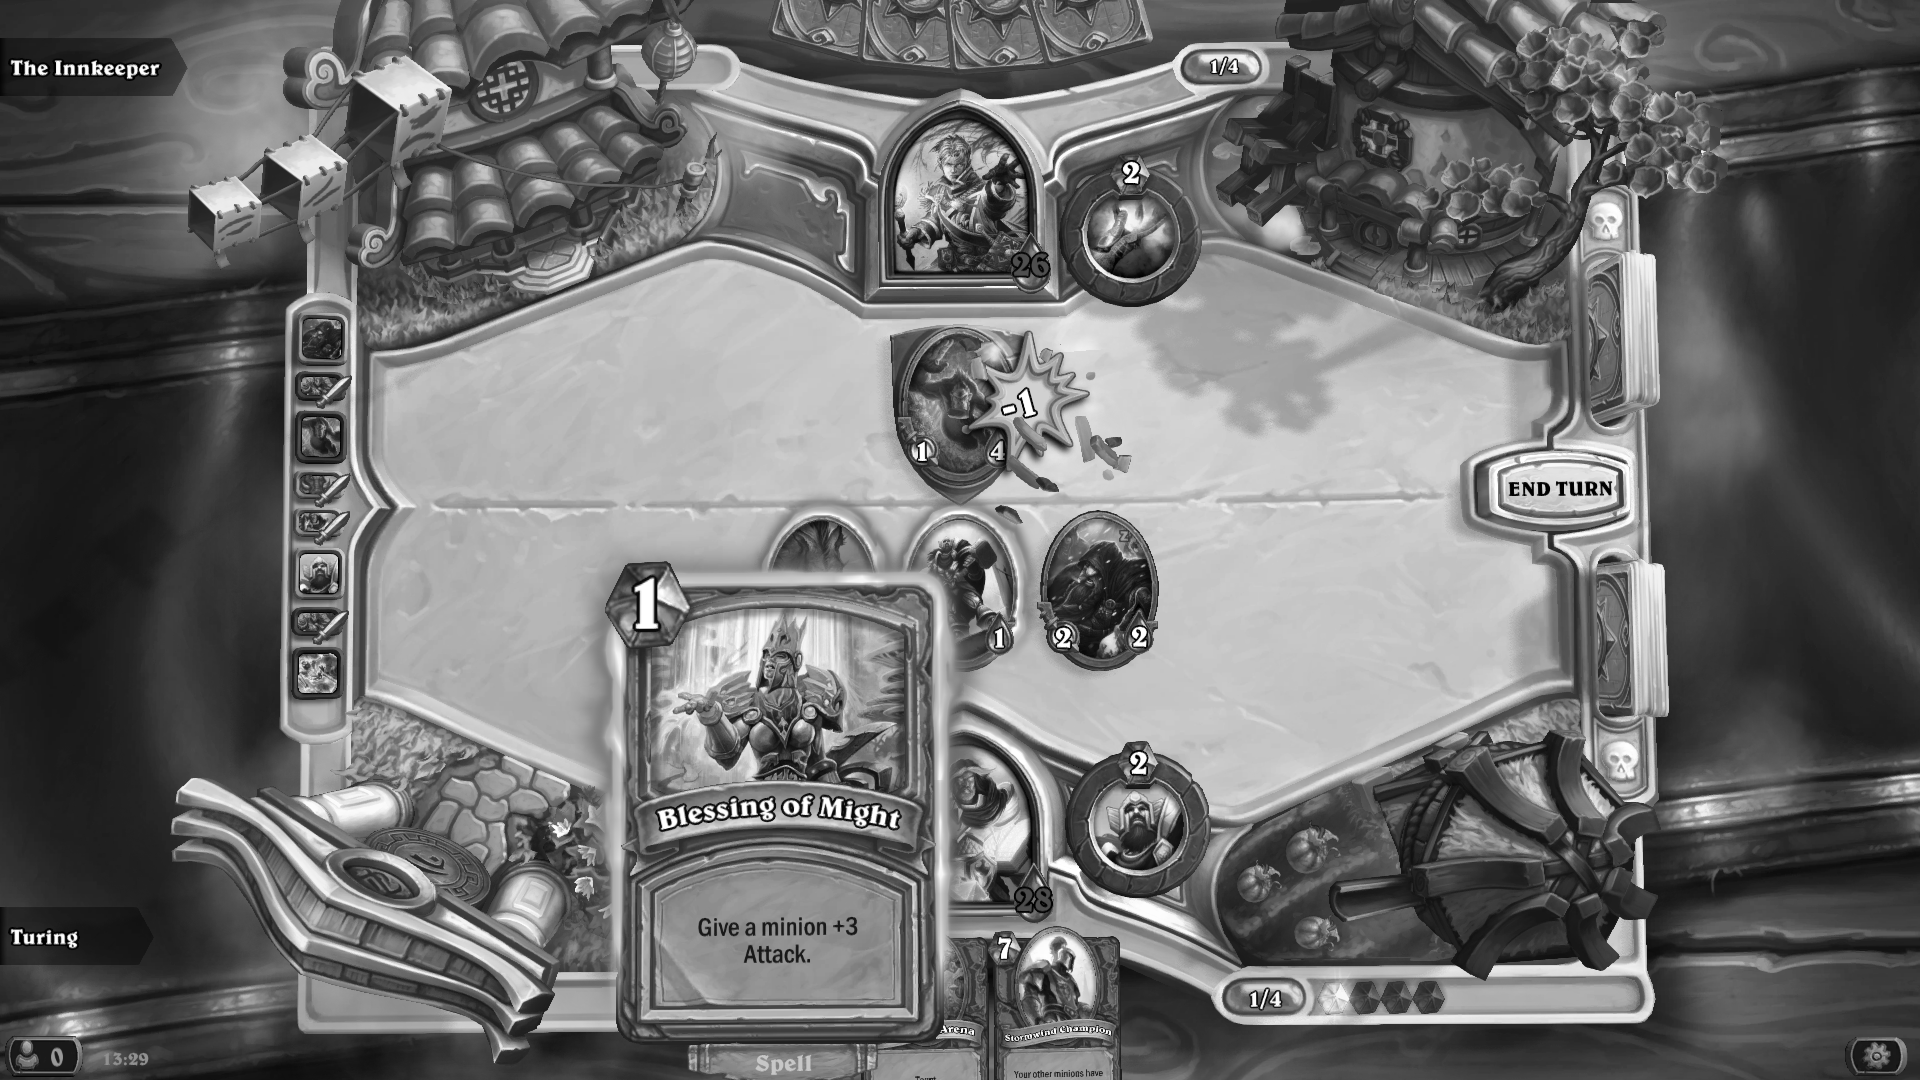 The Innkeeper
1/4
2
26
-1
1
4
END TURN
1
2
2
1
Blessing of Might
Give a minion +3
Attack.
Spell
2
28
Turing
7
Arena
Stormwind Champion
Your other minions have
1/4
0
13:29